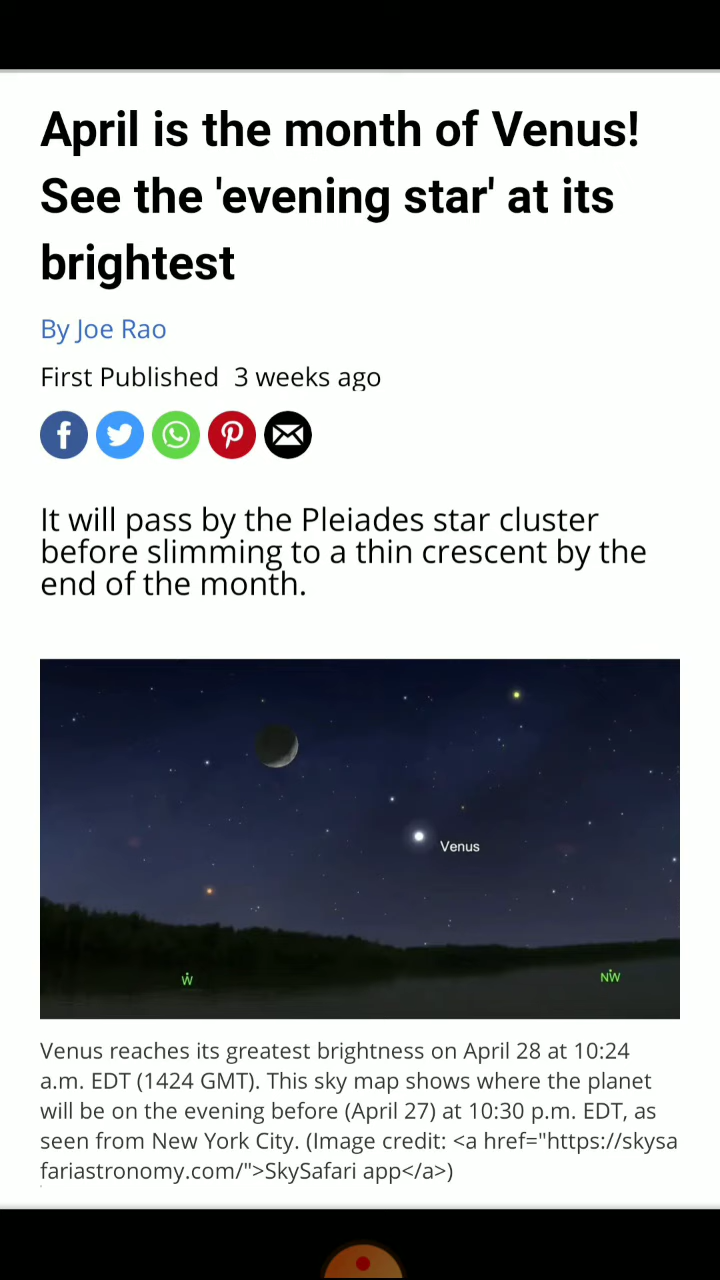 April is the month of Venus!
See the 'evening star' at its
brightest
By Joe Rao
First Published 3 weeks ago
It will pass by the Pleiades star cluster
before slimming to a thin crescent by the
end of the month.
Venus
W
NW
Venus reaches its greatest brightness on April 28 at 10:24
a.m. EDT (1424 GMT). This sky map shows where the planet
will be on the evening before (April 27) at 10:30 p.m. EDT, as
seen from New York City. (Image credit: <a href="https://skysa
fariastronomy.com/">SkySafari app</a>)